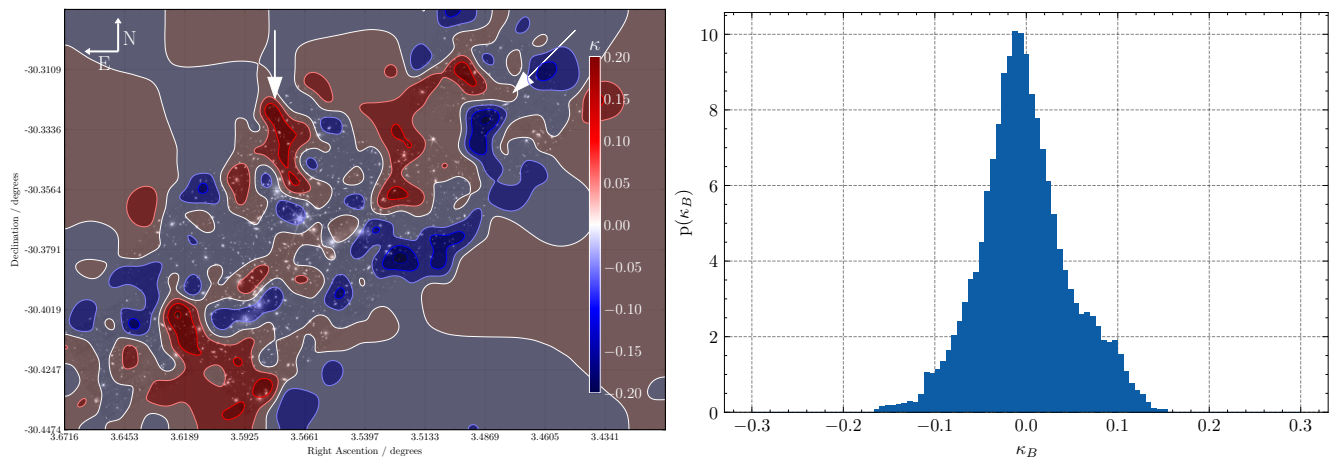 N
E
κ
0.20
0.15
0.10
0.05
0.00
−0.05
−0.10
−0.15
−0.20
-30.3109
-30.3336
-30.3564
-30.3791
-30.4019
-30.4247
-30.4474
Declination / degrees
3.6716 3.6453 3.6189 3.5925 3.5661 3.5397 3.5133 3.4869 3.4605 3.4341
Right Ascention / degrees
10
8
6
4
2
0
p(κ_B)
−0.3 −0.2 −0.1 0.0 0.1 0.2 0.3
κ_B